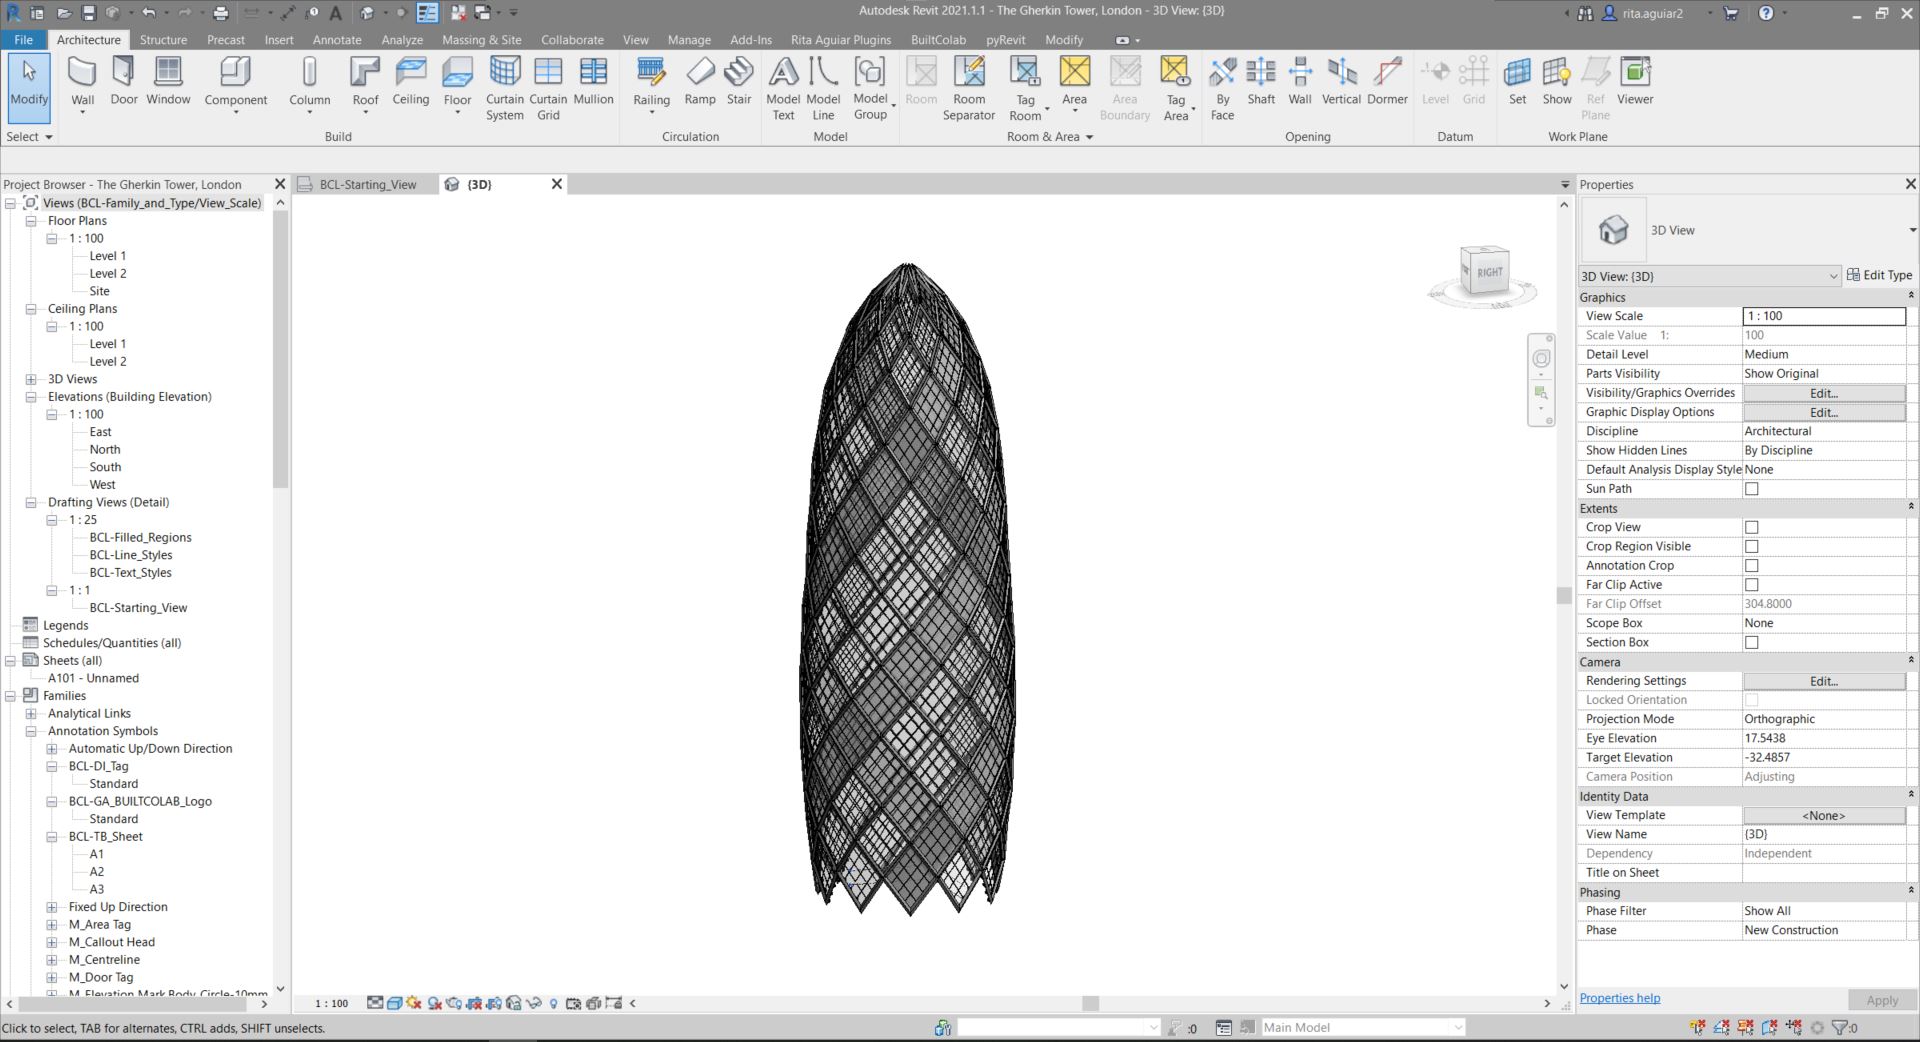 Autodesk Revit 2021.1.1 - The Gherkin Tower, London - 3D View: {3D}
rita.aguiar2
File Architecture Structure Precast Insert Annotate Analyze Massing & Site Collaborate View Manage Add-Ins Rita Aguiar Plugins BuiltColab pyRevit Modify
Modify Wall Door Window Component Column Roof Ceiling Floor Curtain System Curtain Grid Mullion Railing Ramp Stair Model Text Model Line Model Group Room Room Separator Tag Room Area Area Boundary Tag Area By Face Shaft Wall Vertical Dormer Level Grid Set Show Ref Plane Viewer
Select Build Circulation Model Room & Area Opening Datum Work Plane
Project Browser - The Gherkin Tower, London
Views (BCL-Family_and_Type/View_Scale)
Floor Plans
1 : 100
Level 1
Level 2
Site
Ceiling Plans
1 : 100
Level 1
Level 2
3D Views
Elevations (Building Elevation)
1 : 100
East
North
South
West
Drafting Views (Detail)
1 : 25
BCL-Filled_Regions
BCL-Line_Styles
BCL-Text_Styles
1 : 1
BCL-Starting_View
Legends
Schedules/Quantities (all)
Sheets (all)
A101 - Unnamed
Families
Analytical Links
Annotation Symbols
Automatic Up/Down Direction
BCL-DI_Tag
Standard
BCL-GA_BUILTCOLAB_Logo
Standard
BCL-TB_Sheet
A1
A2
A3
Fixed Up Direction
M_Area Tag
M_Callout Head
M_Centreline
M_Door Tag
M_Elevation Mark Body_Circle-10mm
BCL-Starting_View {3D}
RIGHT
1 : 100
Properties
3D View
3D View: {3D} Edit Type
Graphics
View Scale 1 : 100
Scale Value 1: 100
Detail Level Medium
Parts Visibility Show Original
Visibility/Graphics Overrides Edit...
Graphic Display Options Edit...
Discipline Architectural
Show Hidden Lines By Discipline
Default Analysis Display Style None
Sun Path
Extents
Crop View
Crop Region Visible
Annotation Crop
Far Clip Active
Far Clip Offset 304.8000
Scope Box None
Section Box
Camera
Rendering Settings Edit...
Locked Orientation
Projection Mode Orthographic
Eye Elevation 17.5438
Target Elevation -32.4857
Camera Position Adjusting
Identity Data
View Template <None>
View Name {3D}
Dependency Independent
Title on Sheet
Phasing
Phase Filter Show All
Phase New Construction
Properties help Apply
Click to select, TAB for alternates, CTRL adds, SHIFT unselects. :0 Main Model :0